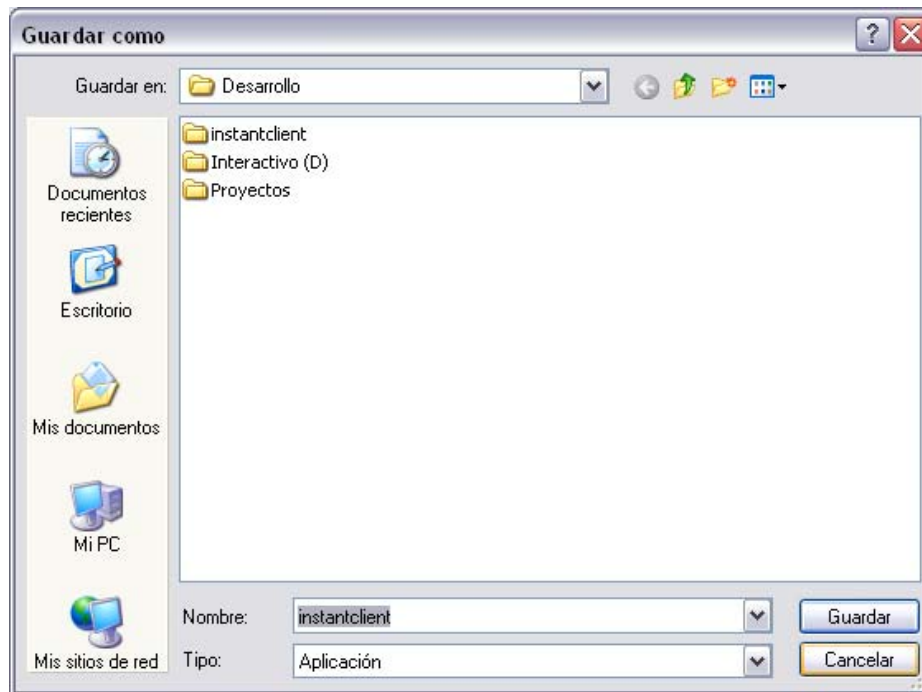 Guardar como
Guardar en:
Desarrollo
Documentos
recientes
Escritorio
Mis documentos
Mi PC
Mis sitios de red
instantclient
Interactivo (D)
Proyectos
Nombre:
instantclient
Guardar
Tipo:
Aplicación
Cancelar